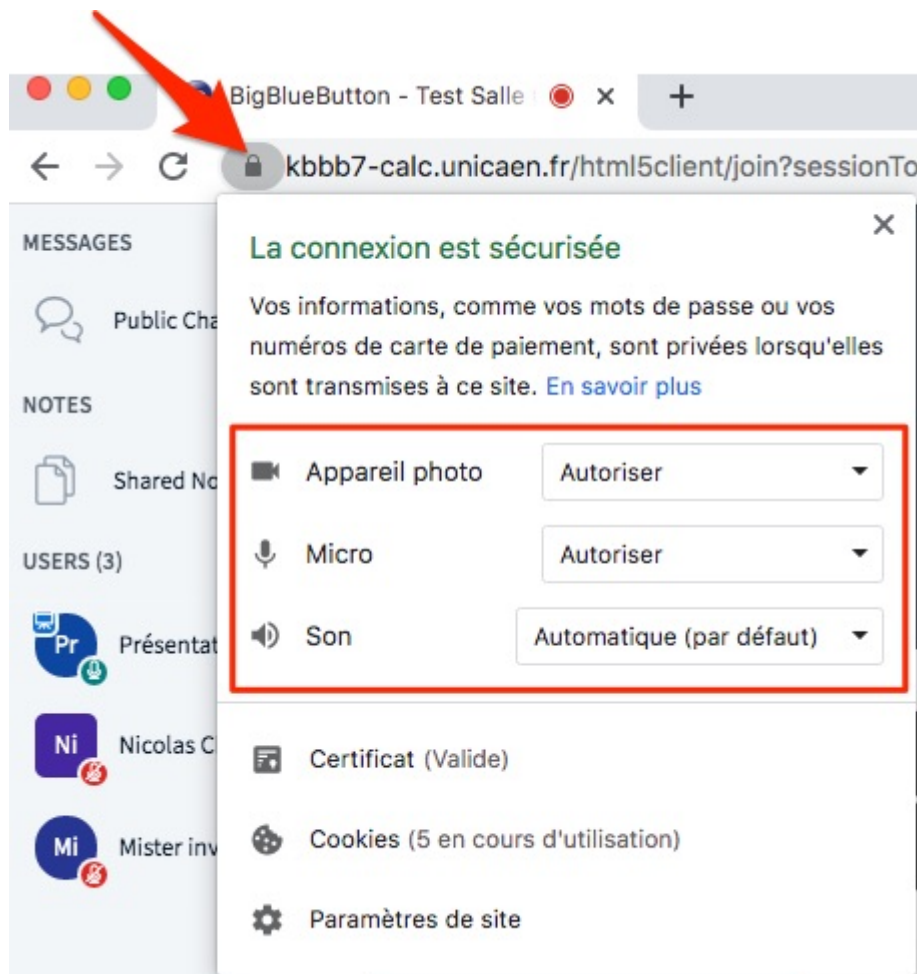 BigBlueButton - Test Salle
kbbb7-calc.unicaen.fr/html5client/join?sessionTo
MESSAGES
Public Cha
NOTES
Shared No
USERS (3)
Pr Présentat
Ni Nicolas C
Mi Mister inv
La connexion est sécurisée
Vos informations, comme vos mots de passe ou vos
numéros de carte de paiement, sont privées lorsqu'elles
sont transmises à ce site. En savoir plus
Appareil photo Autoriser
Micro Autoriser
Son Automatique (par défaut)
Certificat (Valide)
Cookies (5 en cours d'utilisation)
Paramètres de site